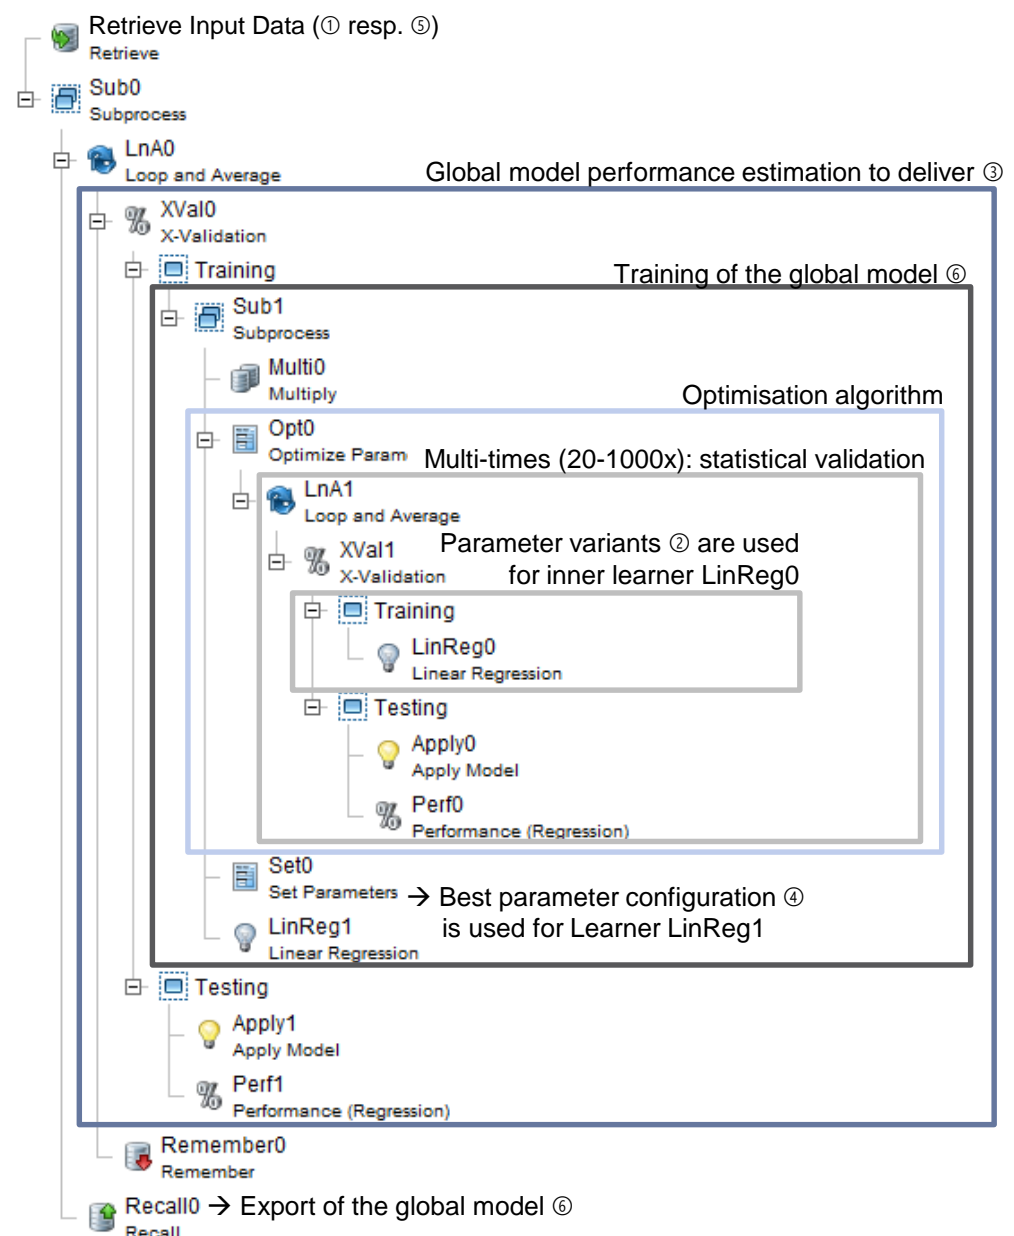 Retrieve Input Data (① resp. ⑤)
Retrieve
Sub0
Subprocess
LnA0
Loop and Average
Global model performance estimation to deliver ③
XVal0
X-Validation
Training
Training of the global model ⑥
Sub1
Subprocess
Multi0
Multiply
Optimisation algorithm
Opt0
Optimize Param
Multi-times (20-1000x): statistical validation
LnA1
Loop and Average
XVal1
X-Validation
Parameter variants ② are used
for inner learner LinReg0
Training
LinReg0
Linear Regression
Testing
Apply0
Apply Model
Perf0
Performance (Regression)
Set0
Set Parameters → Best parameter configuration ④
is used for Learner LinReg1
LinReg1
Linear Regression
Testing
Apply1
Apply Model
Perf1
Performance (Regression)
Remember0
Remember
Recall0 → Export of the global model ⑥
Recall